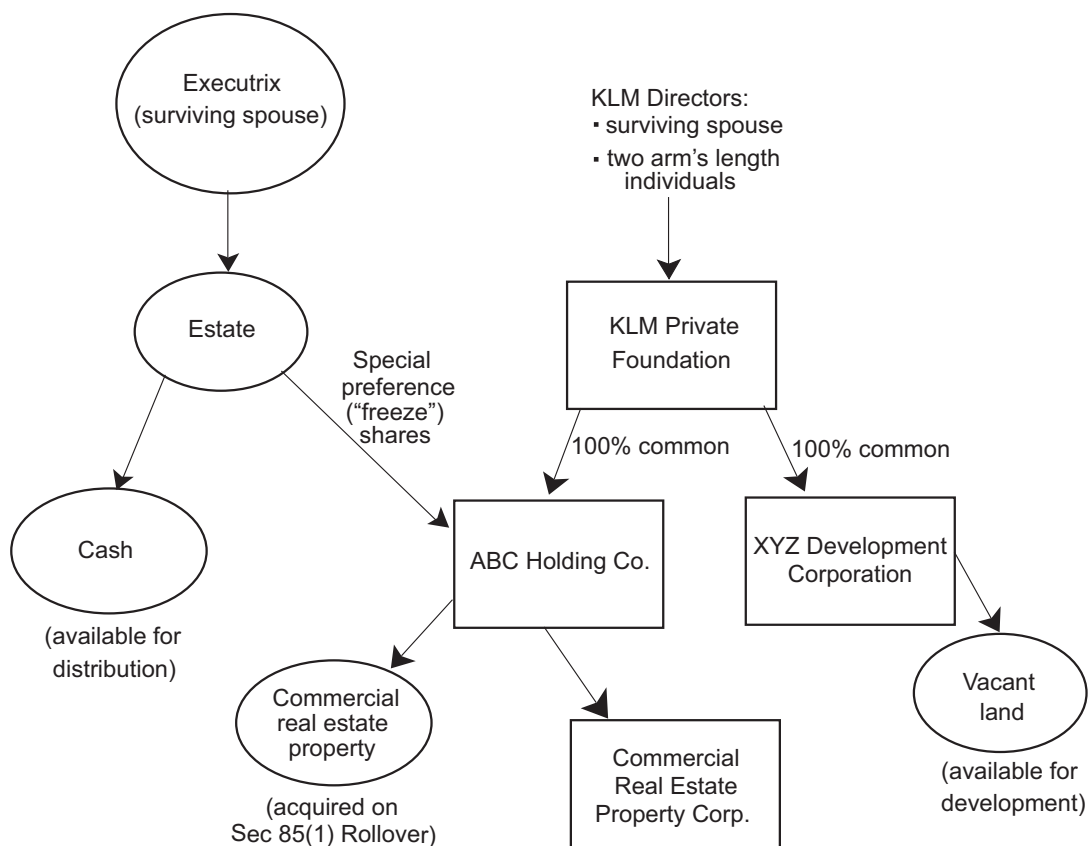 Executrix
(surviving spouse)
KLM Directors:
▪ surviving spouse
▪ two arm's length
individuals
Estate
KLM Private
Foundation
Special
preference
("freeze")
shares
100% common
100% common
Cash
ABC Holding Co.
XYZ Development
Corporation
(available for
distribution)
Commercial
real estate
property
Vacant
land
(acquired on
Sec 85(1) Rollover)
Commercial
Real Estate
Property Corp.
(available for
development)